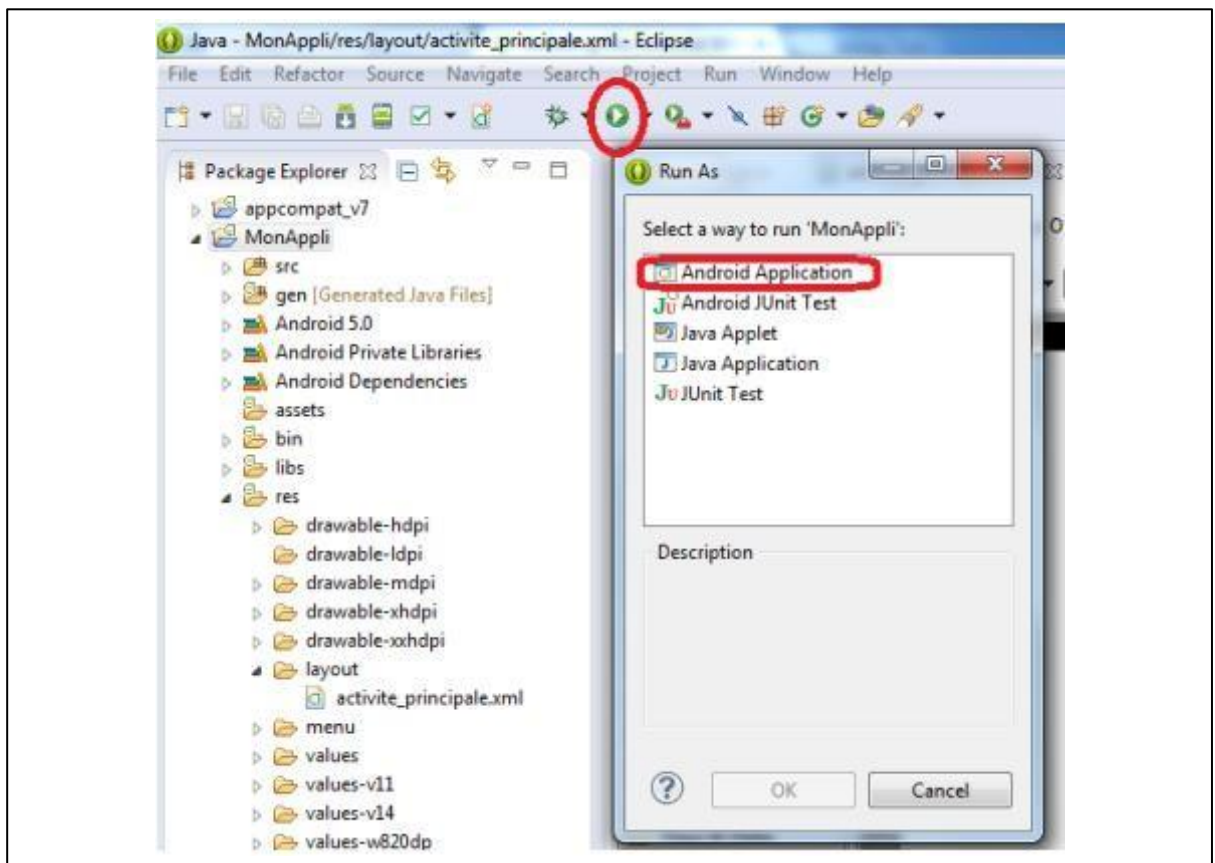 Java - MonAppli/res/layout/activite_principale.xml - Eclipse
File Edit Refactor Source Navigate Search Project Run Window Help
Package Explorer
appcompat_v7
MonAppli
src
gen [Generated Java Files]
Android 5.0
Android Private Libraries
Android Dependencies
assets
bin
libs
res
drawable-hdpi
drawable-ldpi
drawable-mdpi
drawable-xhdpi
drawable-xxhdpi
layout
activite_principale.xml
menu
values
values-v11
values-v14
values-w820dp
Run As
Select a way to run 'MonAppli':
Android Application
Android JUnit Test
Java Applet
Java Application
JUnit Test
Description
OK
Cancel